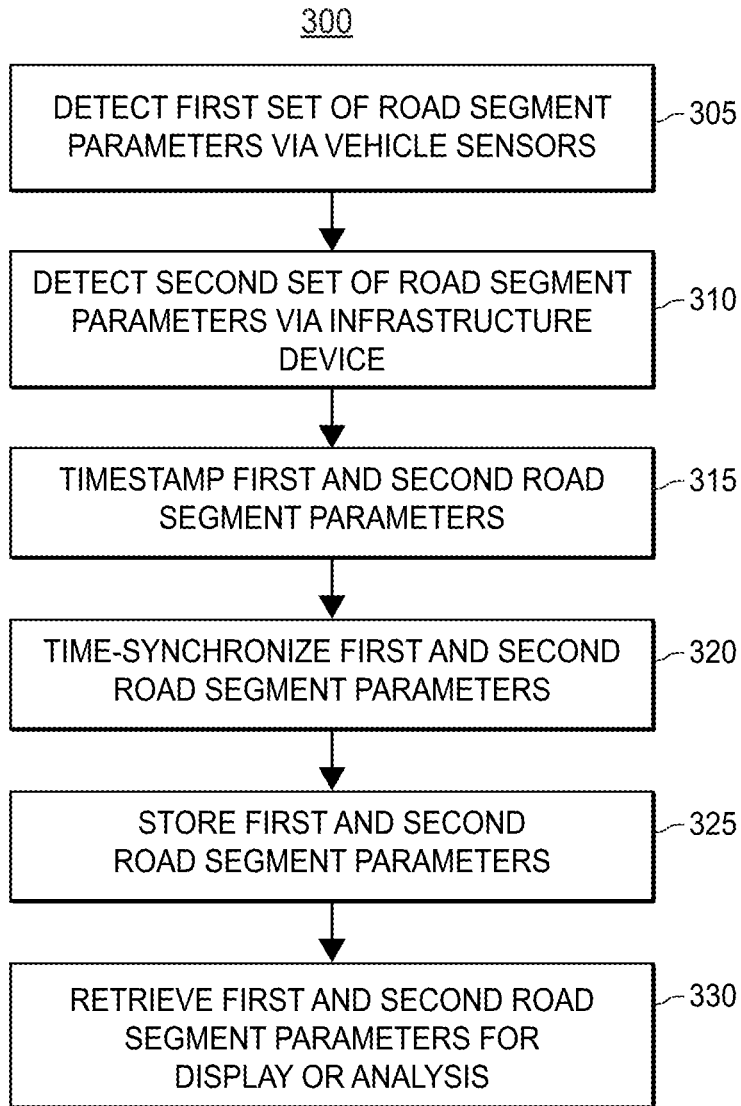 300
DETECT FIRST SET OF ROAD SEGMENT
PARAMETERS VIA VEHICLE SENSORS
305
DETECT SECOND SET OF ROAD SEGMENT
PARAMETERS VIA INFRASTRUCTURE
DEVICE
310
TIMESTAMP FIRST AND SECOND ROAD
SEGMENT PARAMETERS
315
TIME-SYNCHRONIZE FIRST AND SECOND
ROAD SEGMENT PARAMETERS
320
STORE FIRST AND SECOND
ROAD SEGMENT PARAMETERS
325
RETRIEVE FIRST AND SECOND ROAD
SEGMENT PARAMETERS FOR
DISPLAY OR ANALYSIS
330